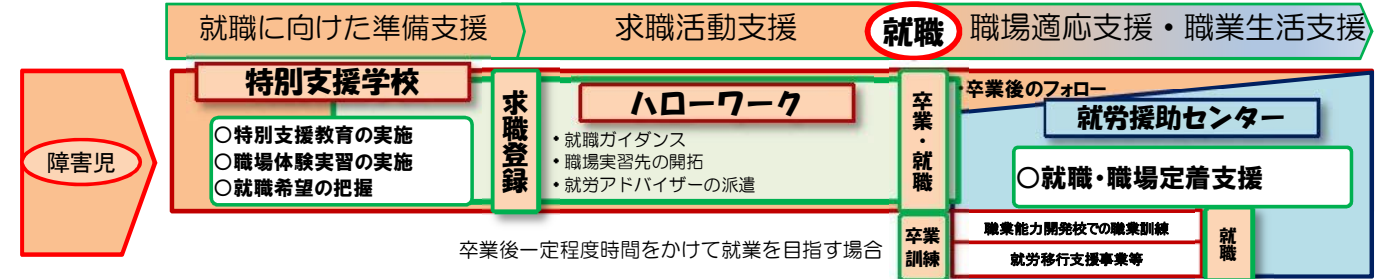 就職に向けた準備支援
求職活動支援
就職
職場適応支援・職業生活支援
障害児
特別支援学校
○特別支援教育の実施
○職場体験実習の実施
○就職希望の把握
求職登録
ハローワーク
・就職ガイダンス
・職場実習先の開拓
・就労アドバイザーの派遣
卒業・就職
・卒業後のフォロー
就労援助センター
○就職・職場定着支援
卒業後一定程度時間をかけて就業を目指す場合
卒業
訓練
職業能力開発校での職業訓練
就労移行支援事業等
就職